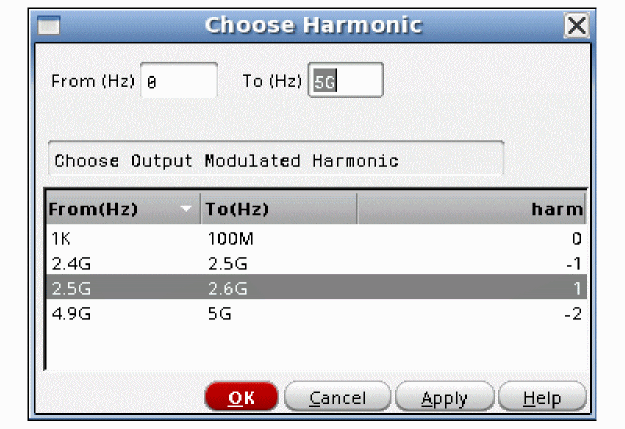 Choose Harmonic
From (Hz) 0 To (Hz) 5G
Choose Output Modulated Harmonic
From(Hz) To(Hz) harm
1K 100M 0
2.4G 2.5G -1
2.5G 2.6G 1
4.9G 5G -2
OK Cancel Apply Help